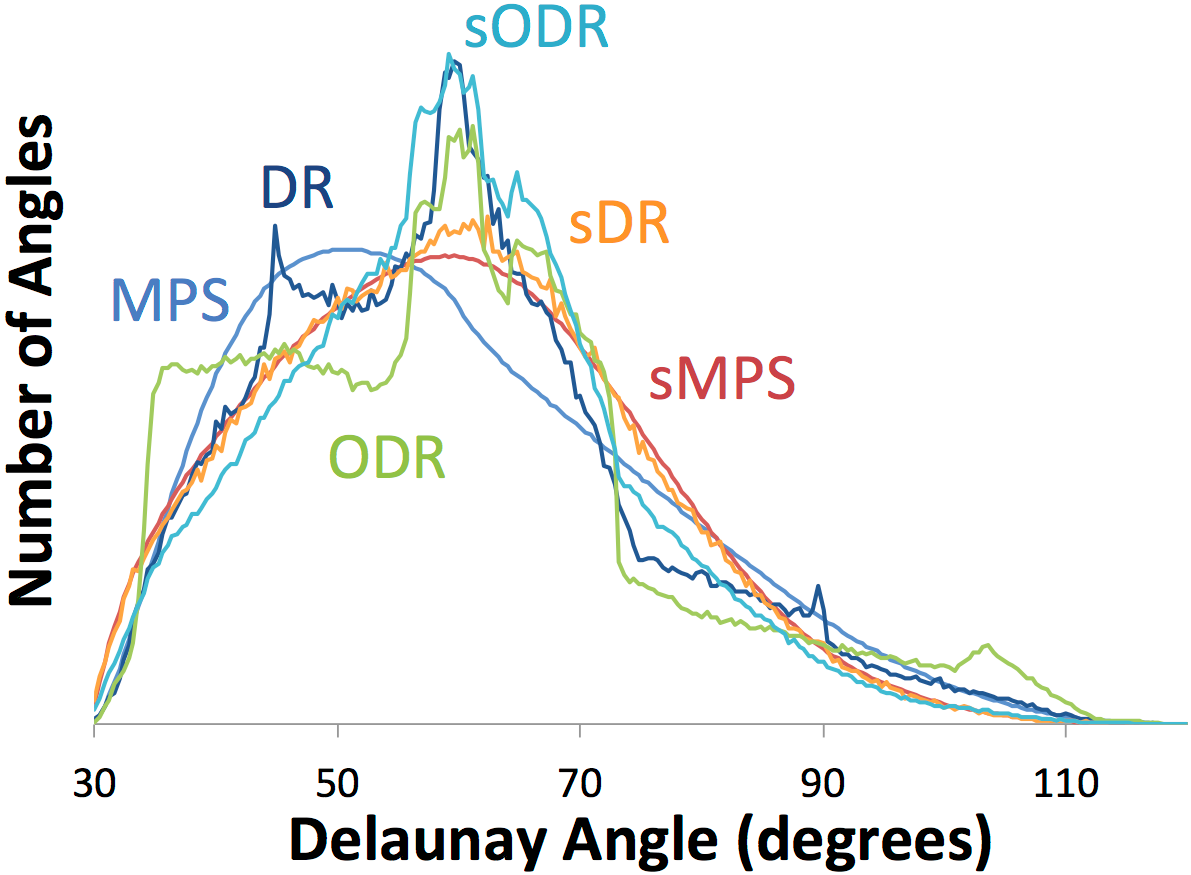 sODR
DR
sDR
MPS
sMPS
ODR
Number of Angles
30 50 70 90 110
Delaunay Angle (degrees)